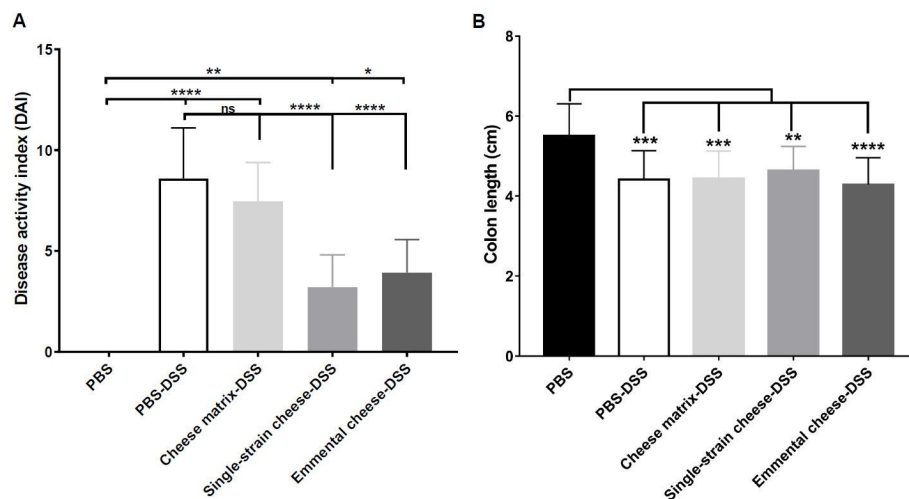 A
Disease activity index (DAI)
15
10
5
0
** *
****
ns **** ****
PBS
PBS-DSS
Cheese matrix-DSS
Single-strain cheese-DSS
Emmental cheese-DSS
B
Colon length (cm)
8
6
4
2
0
*** *** ** ****
PBS
PBS-DSS
Cheese matrix-DSS
Single-strain cheese-DSS
Emmental cheese-DSS